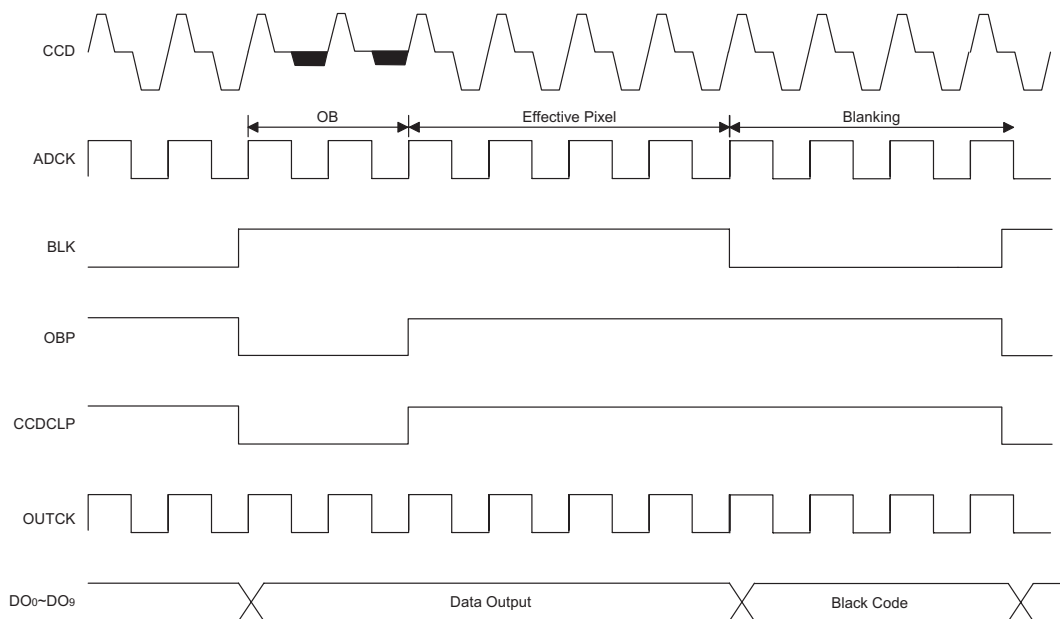 CCD
OB
Effective Pixel
Blanking
ADCK
BLK
OBP
CCDCLP
OUTCK
DO0~DO9
Data Output
Black Code